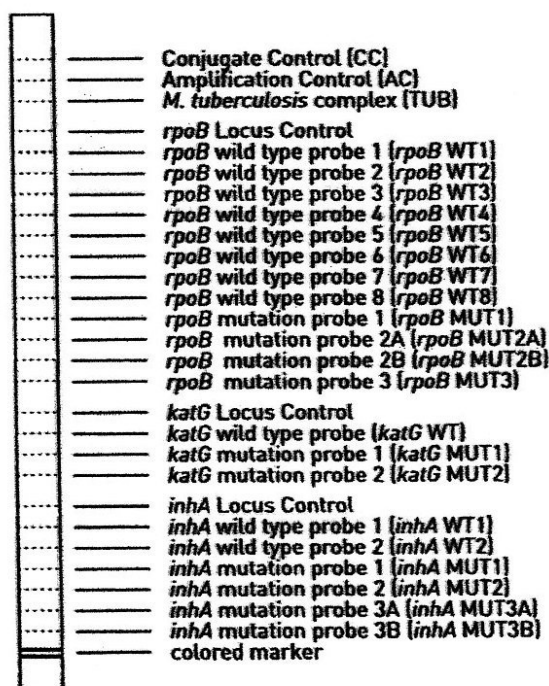 Conjugate Control (CC)
Amplification Control (AC)
M. tuberculosis complex (TUB)
rpoB Locus Control
rpoB wild type probe 1 (rpoB WT1)
rpoB wild type probe 2 (rpoB WT2)
rpoB wild type probe 3 (rpoB WT3)
rpoB wild type probe 4 (rpoB WT4)
rpoB wild type probe 5 (rpoB WT5)
rpoB wild type probe 6 (rpoB WT6)
rpoB wild type probe 7 (rpoB WT7)
rpoB wild type probe 8 (rpoB WT8)
rpoB mutation probe 1 (rpoB MUT1)
rpoB mutation probe 2A (rpoB MUT2A)
rpoB mutation probe 2B (rpoB MUT2B)
rpoB mutation probe 3 (rpoB MUT3)
katG Locus Control
katG wild type probe (katG WT)
katG mutation probe 1 (katG MUT1)
katG mutation probe 2 (katG MUT2)
inhA Locus Control
inhA wild type probe 1 (inhA WT1)
inhA wild type probe 2 (inhA WT2)
inhA mutation probe 1 (inhA MUT1)
inhA mutation probe 2 (inhA MUT2)
inhA mutation probe 3A (inhA MUT3A)
inhA mutation probe 3B (inhA MUT3B)
colored marker